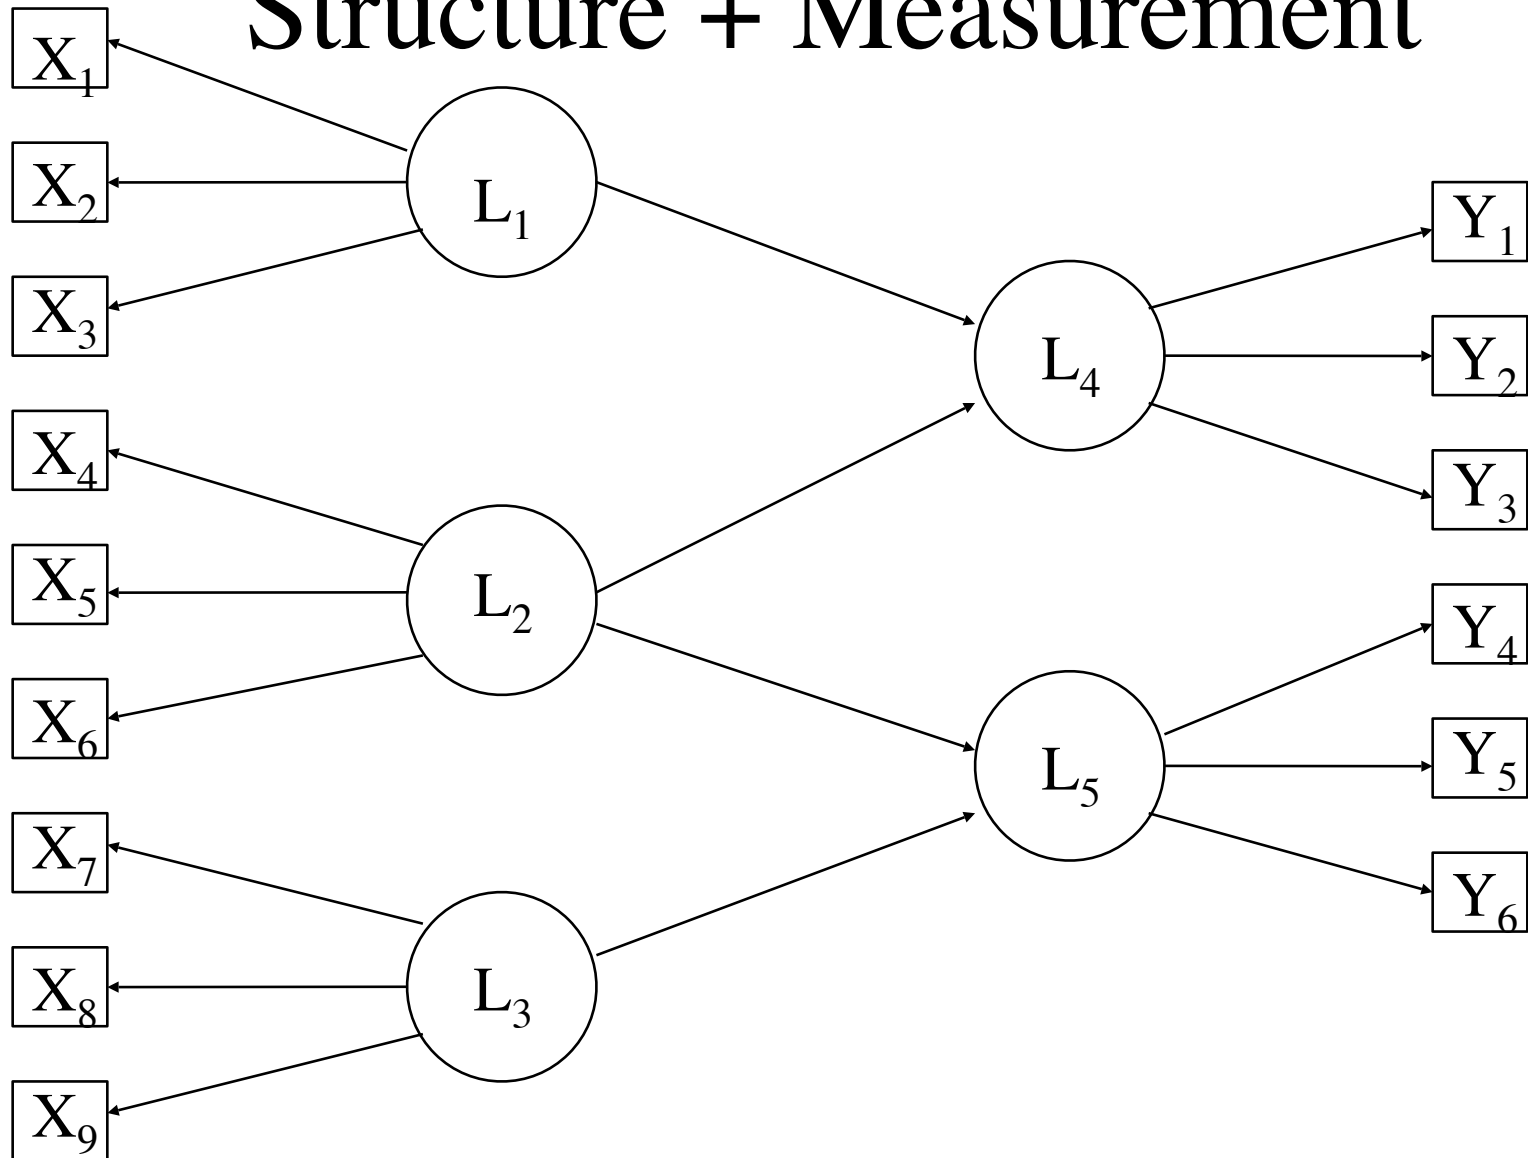 Structure + Measurement
X₁
X₂
X₃
X₄
X₅
X₆
X₇
X₈
X₉
L₁
L₂
L₃
L₄
L₅
Y₁
Y₂
Y₃
Y₄
Y₅
Y₆